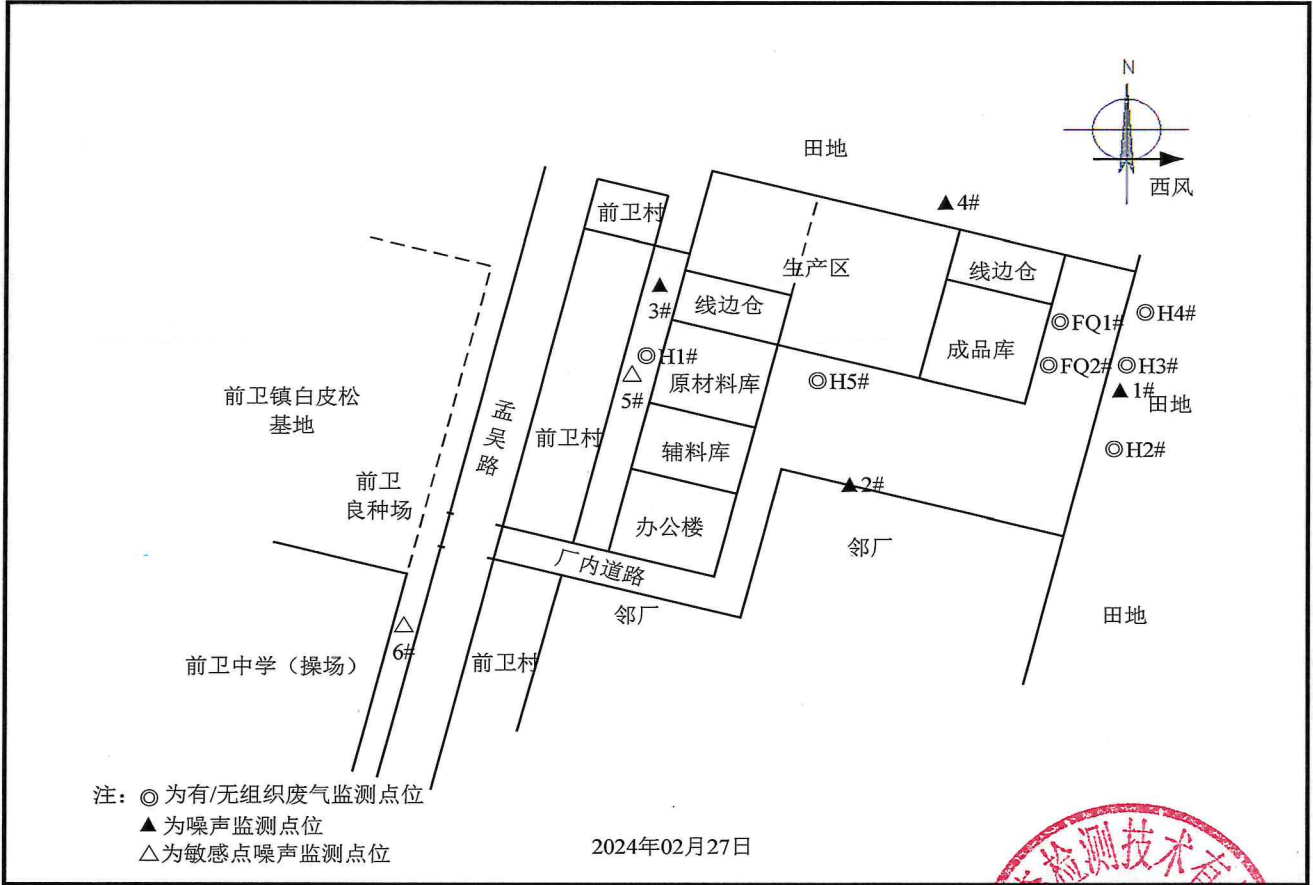 N
西风
田地
▲4#
前卫村
生产区
线边仓
▲
3#
线边仓
◎FQ1#
◎H4#
成品库
◎H1#
原材料库
◎H5#
◎FQ2#
◎H3#
△
5#
▲1#
田地
前卫镇白皮松
基地
孟吴路
前卫村
辅料库
◎H2#
前卫
良种场
▲2#
办公楼
邻厂
厂内道路
邻厂
田地
△
6#
前卫中学（操场）
前卫村
注：◎为有/无组织废气监测点位
▲为噪声监测点位
△为敏感点噪声监测点位
2024年02月27日
检测技术有